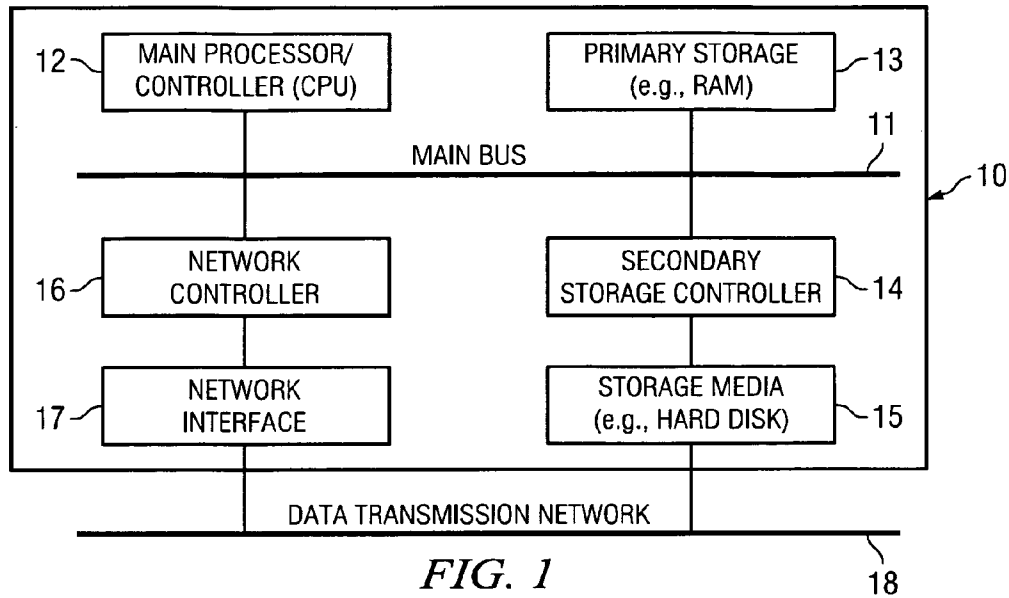 12
MAIN PROCESSOR/
CONTROLLER (CPU)
PRIMARY STORAGE
(e.g., RAM)
13
MAIN BUS
11
10
16
NETWORK
CONTROLLER
SECONDARY
STORAGE CONTROLLER
14
17
NETWORK
INTERFACE
STORAGE MEDIA
(e.g., HARD DISK)
15
DATA TRANSMISSION NETWORK
18
FIG. 1